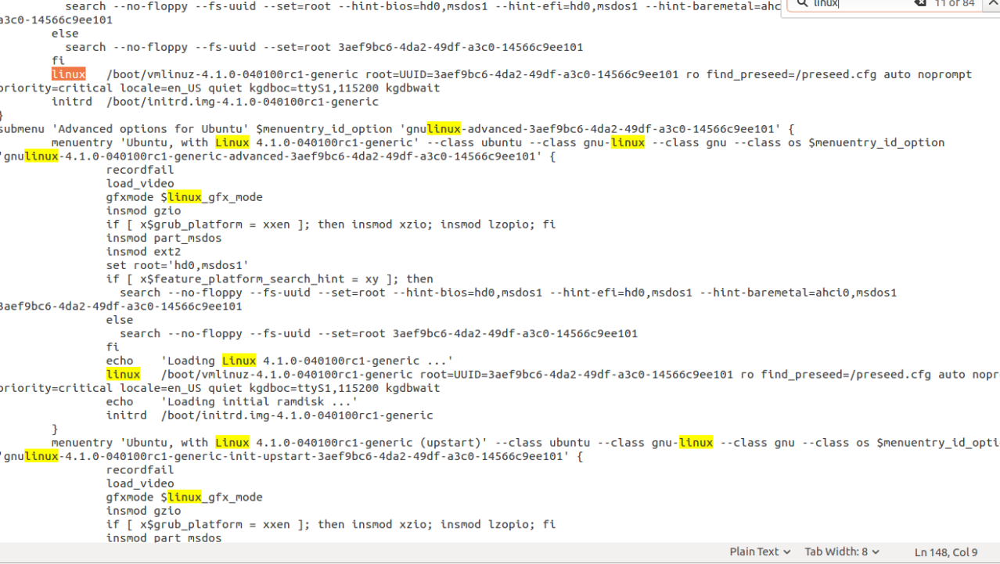 search --no-floppy --fs-uuid --set=root --hint-bios=hd0,msdos1 --hint-efi=hd0,msdos1 --hint-baremetal=ahc
linux
11 of 84
a3c0-14566c9ee101
else
search --no-floppy --fs-uuid --set=root 3aef9bc6-4da2-49df-a3c0-14566c9ee101
fi
linux /boot/vmlinuz-4.1.0-040100rc1-generic root=UUID=3aef9bc6-4da2-49df-a3c0-14566c9ee101 ro find_preseed=/preseed.cfg auto noprompt
priority=critical locale=en_US quiet kgdboc=ttyS1,115200 kgdbwait
initrd /boot/initrd.img-4.1.0-040100rc1-generic
}
submenu 'Advanced options for Ubuntu' $menuentry_id_option 'gnulinux-advanced-3aef9bc6-4da2-49df-a3c0-14566c9ee101' {
menuentry 'Ubuntu, with Linux 4.1.0-040100rc1-generic' --class ubuntu --class gnu-linux --class gnu --class os $menuentry_id_option
'gnulinux-4.1.0-040100rc1-generic-advanced-3aef9bc6-4da2-49df-a3c0-14566c9ee101' {
recordfail
load_video
gfxmode $linux_gfx_mode
insmod gzio
if [ x$grub_platform = xxen ]; then insmod xzio; insmod lzopio; fi
insmod part_msdos
insmod ext2
set root='hd0,msdos1'
if [ x$feature_platform_search_hint = xy ]; then
search --no-floppy --fs-uuid --set=root --hint-bios=hd0,msdos1 --hint-efi=hd0,msdos1 --hint-baremetal=ahci0,msdos1
3aef9bc6-4da2-49df-a3c0-14566c9ee101
else
search --no-floppy --fs-uuid --set=root 3aef9bc6-4da2-49df-a3c0-14566c9ee101
fi
echo 'Loading Linux 4.1.0-040100rc1-generic ...'
linux /boot/vmlinuz-4.1.0-040100rc1-generic root=UUID=3aef9bc6-4da2-49df-a3c0-14566c9ee101 ro find_preseed=/preseed.cfg auto nopr
priority=critical locale=en_US quiet kgdboc=ttyS1,115200 kgdbwait
echo 'Loading initial ramdisk ...'
initrd /boot/initrd.img-4.1.0-040100rc1-generic
}
menuentry 'Ubuntu, with Linux 4.1.0-040100rc1-generic (upstart)' --class ubuntu --class gnu-linux --class gnu --class os $menuentry_id_opti
'gnulinux-4.1.0-040100rc1-generic-init-upstart-3aef9bc6-4da2-49df-a3c0-14566c9ee101' {
recordfail
load_video
gfxmode $linux_gfx_mode
insmod gzio
if [ x$grub_platform = xxen ]; then insmod xzio; insmod lzopio; fi
insmod part_msdos
Plain Text Tab Width: 8 Ln 148, Col 9